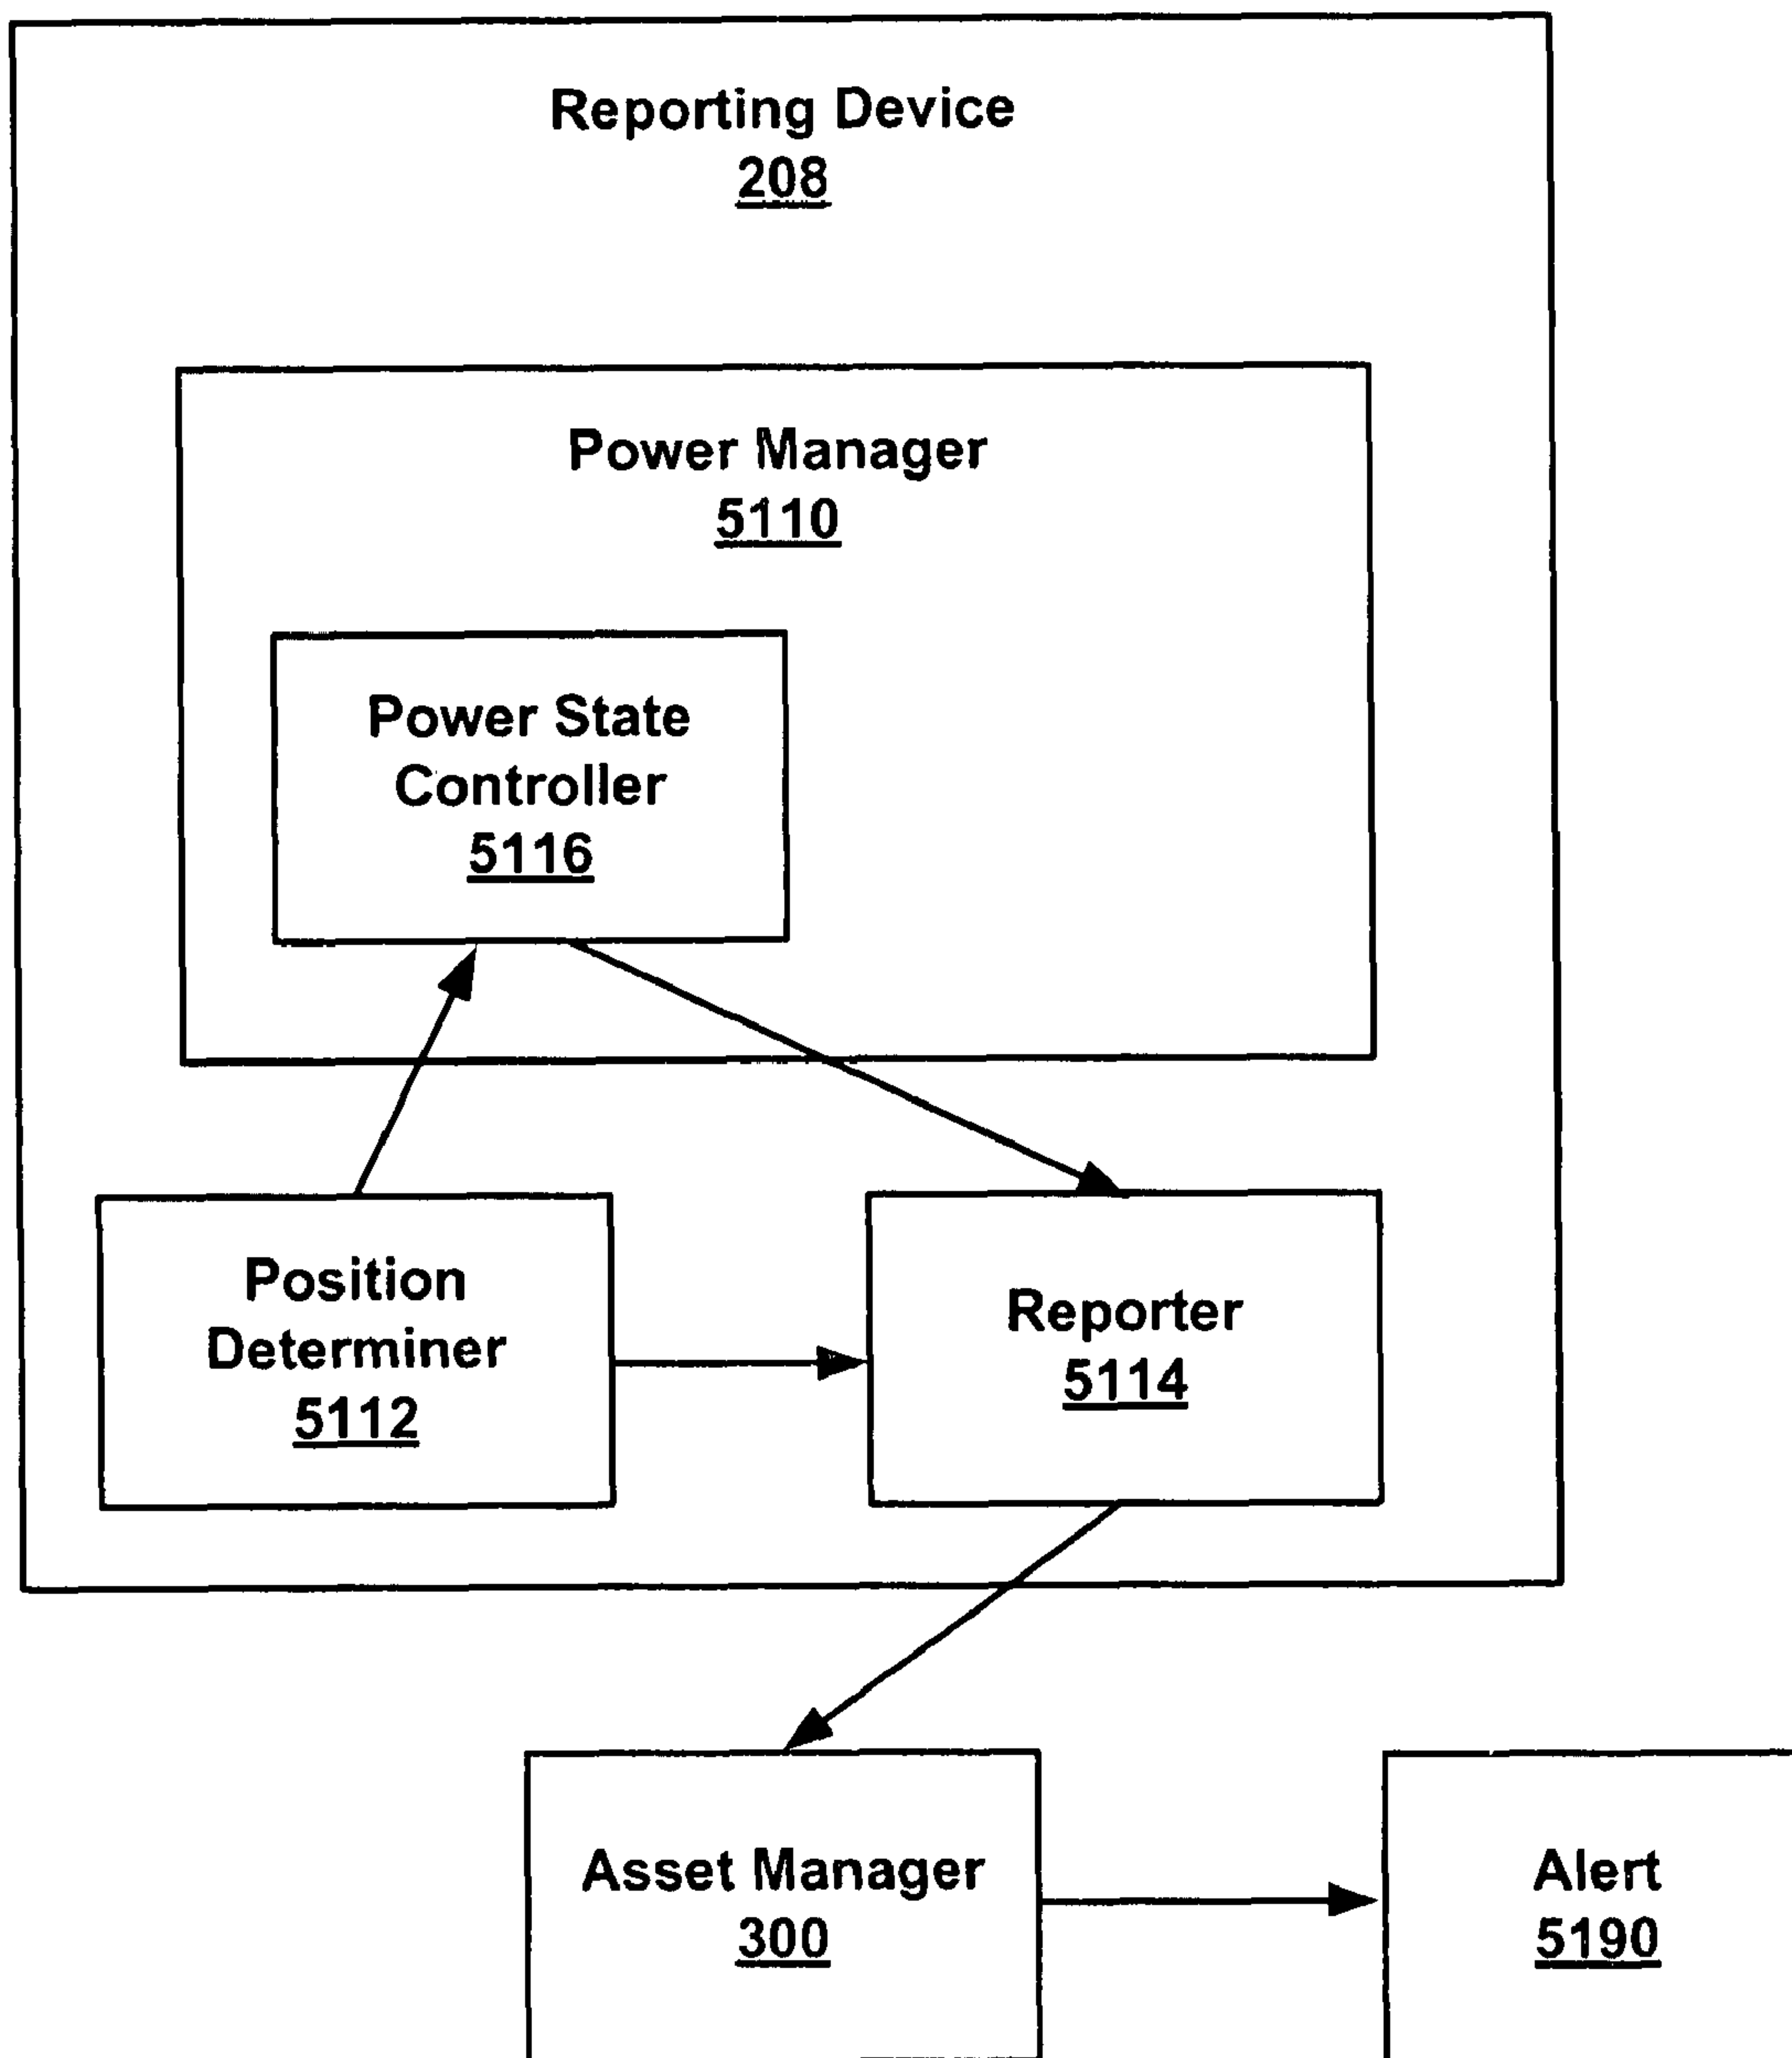 Reporting Device
208
Power Manager
5110
Power State
Controller
5116
Position
Determiner
5112
Reporter
5114
Asset Manager
300
Alert
5190